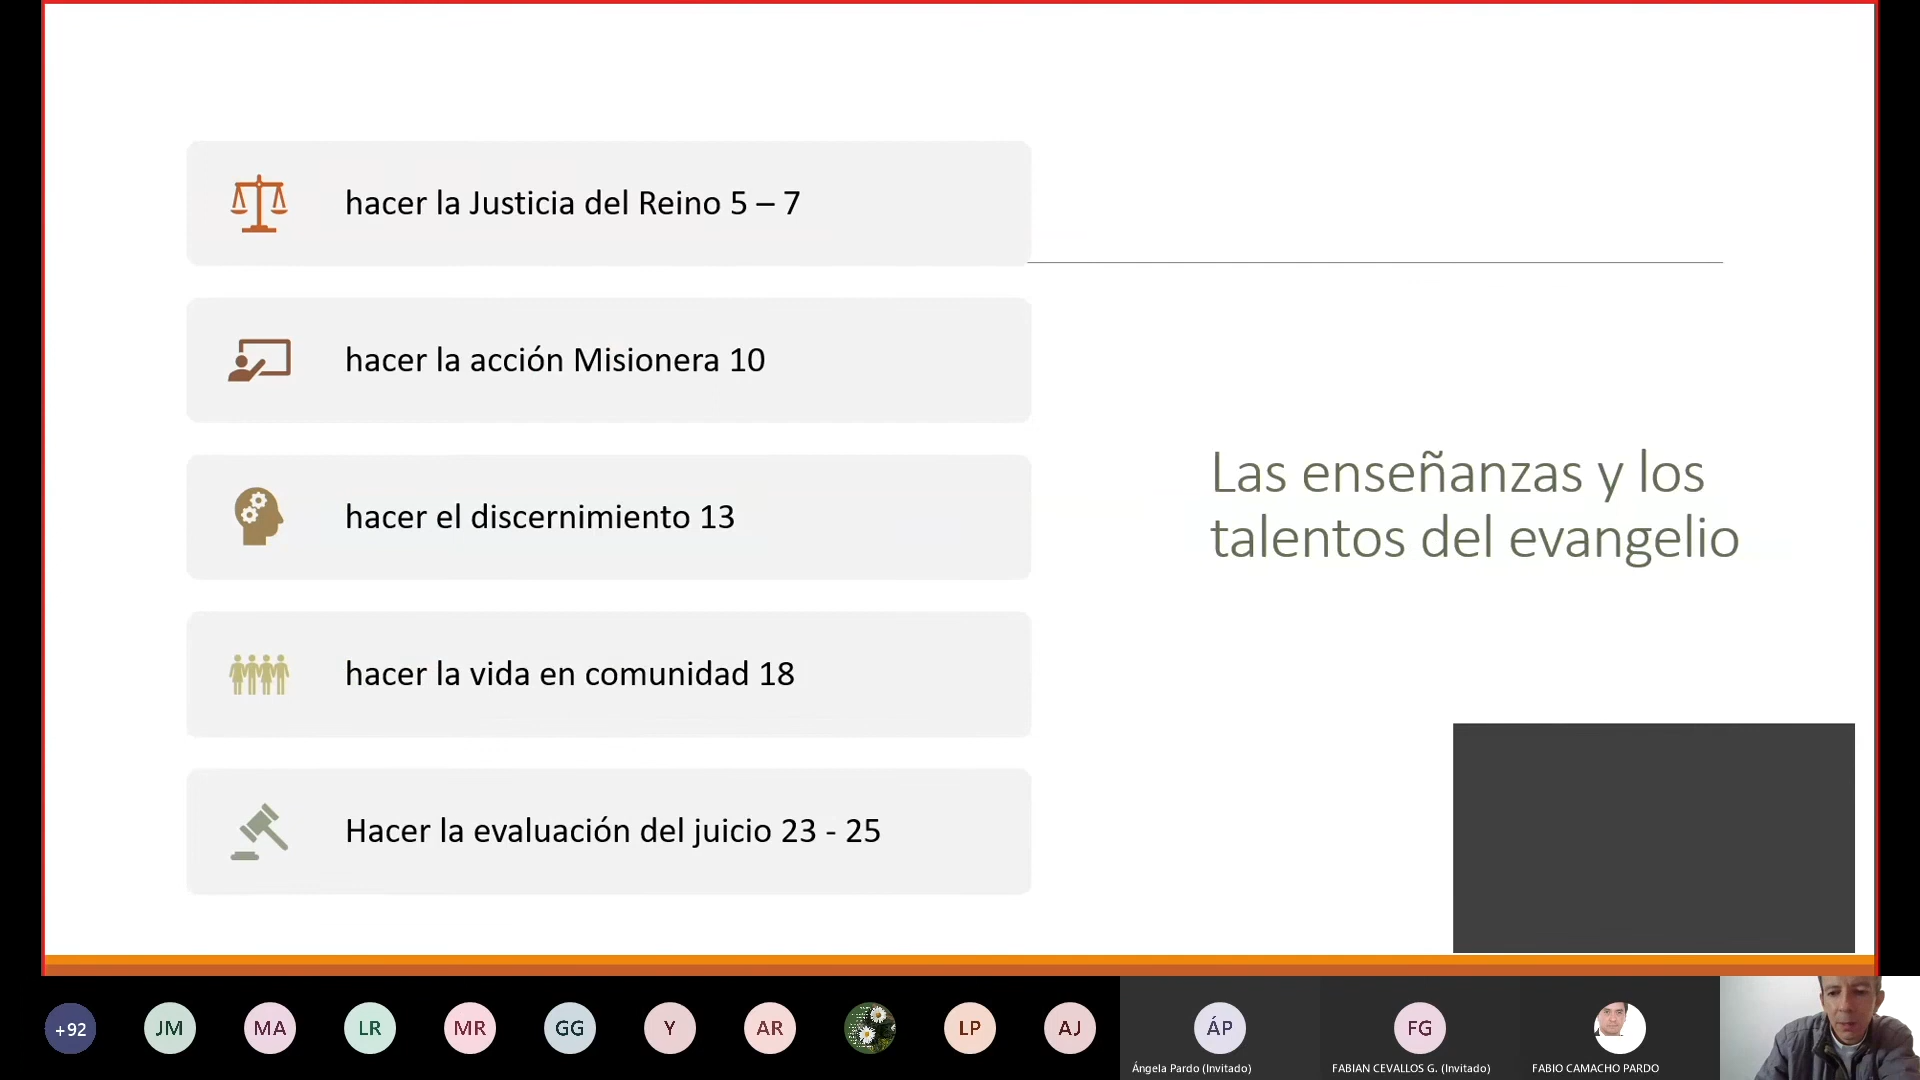 hacer la Justicia del Reino 5 – 7
hacer la acción Misionera 10
hacer el discernimiento 13
hacer la vida en comunidad 18
Hacer la evaluación del juicio 23 - 25
Las enseñanzas y los
talentos del evangelio
+92
JM
MA
LR
MR
GG
Y
AR
LP
AJ
ÁP
FG
Ángela Pardo (Invitado)
FABIAN CEVALLOS G. (Invitado)
FABIO CAMACHO PARDO